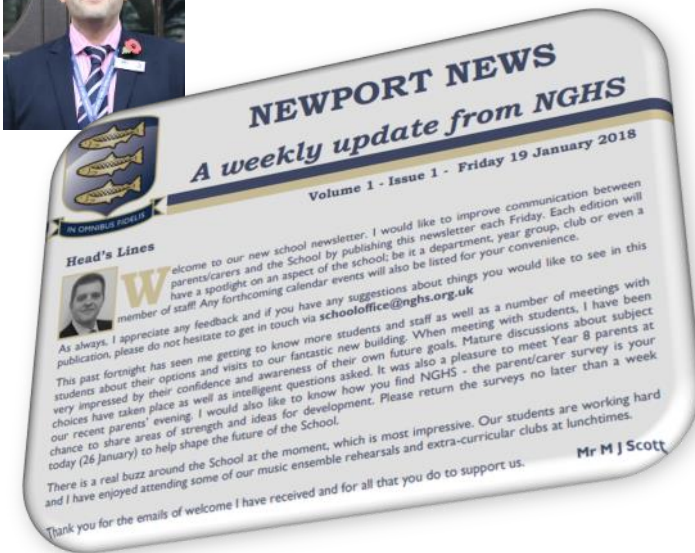 NEWPORT NEWS
A weekly update from NGHS
Volume 1 - Issue 1 - Friday 19 January 2018
IN OMNIBUS FIDELIS
Head's Lines
Welcome to our new school newsletter. I would like to improve communication between
parents/carers and the School by publishing this newsletter each Friday. Each edition will
have a spotlight on an aspect of the school; be it a department, year group, club or even a
member of staff! Any forthcoming calendar events will also be listed for your convenience.
As always, I appreciate any feedback and if you have any suggestions about things you would like to see in this
publication, please do not hesitate to get in touch via schooloffice@nghs.org.uk
This past fortnight has seen me getting to know more students and staff as well as a number of meetings with
students about their options and visits to our fantastic new building. When meeting with students, I have been
very impressed by their confidence and awareness of their own future goals. Mature discussions about subject
choices have taken place as well as intelligent questions asked. It was also a pleasure to meet Year 8 parents at
our recent parents' evening. I would also like to know how you find NGHS - the parent/carer survey is your
chance to share areas of strength and ideas for development. Please return the surveys no later than a week
today (26 January) to help shape the future of the School.
There is a real buzz around the School at the moment, which is most impressive. Our students are working hard
and I have enjoyed attending some of our music ensemble rehearsals and extra-curricular clubs at lunchtimes.
Thank you for the emails of welcome I have received and for all that you do to support us.
Mr M J Scott